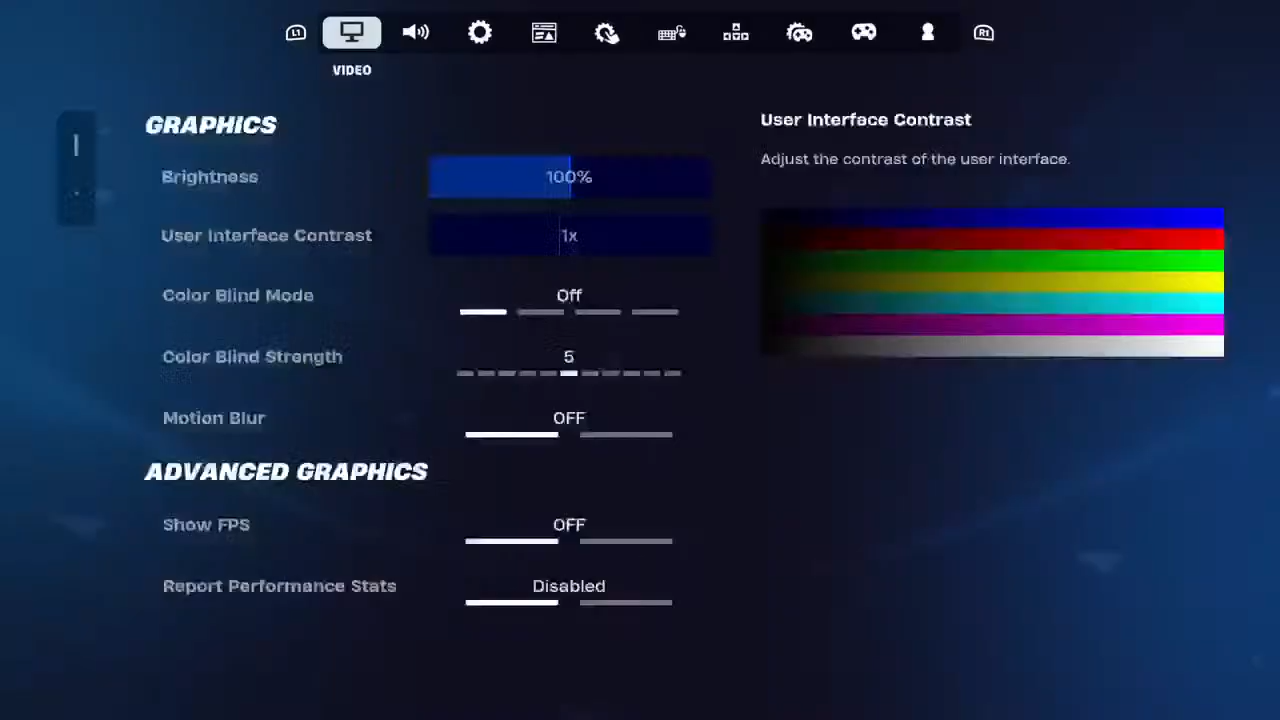 L1
R1
VIDEO
GRAPHICS
Brightness
100%
User Interface Contrast
1x
Color Blind Mode
Off
Color Blind Strength
5
Motion Blur
OFF
ADVANCED GRAPHICS
Show FPS
OFF
Report Performance Stats
Disabled
User Interface Contrast
Adjust the contrast of the user interface.